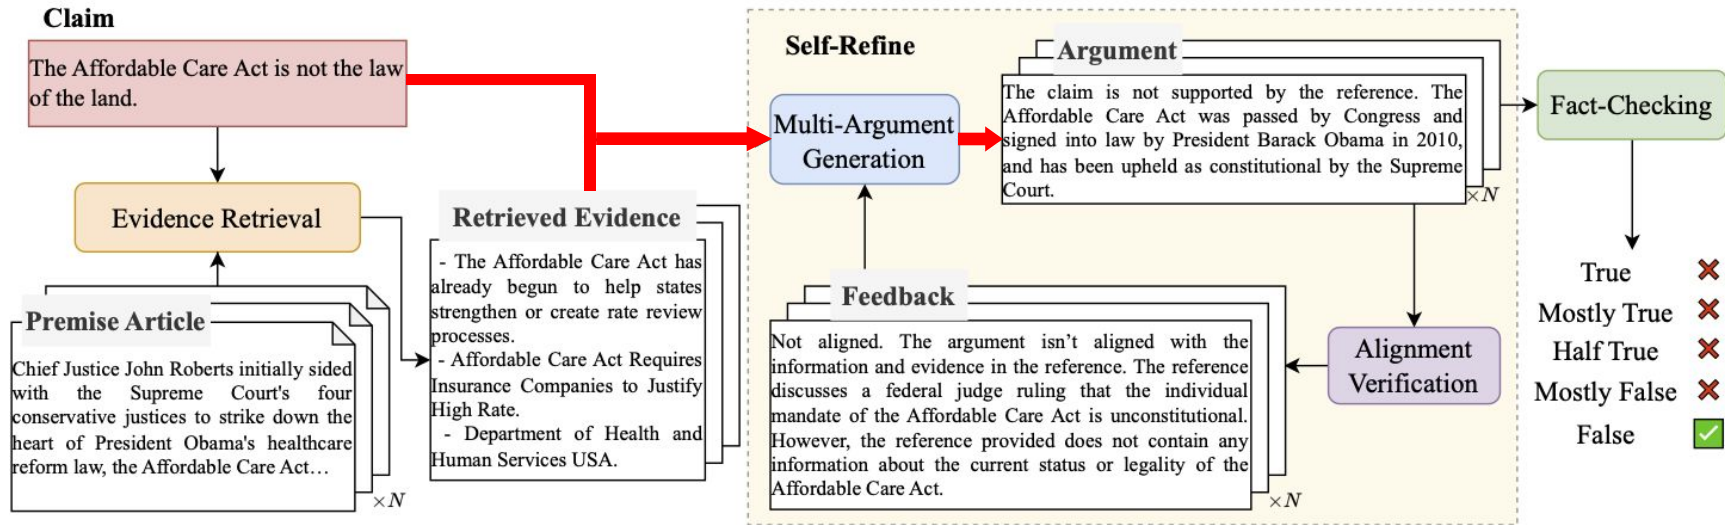 Claim
The Affordable Care Act is not the law
of the land.
Evidence Retrieval
Premise Article
Chief Justice John Roberts initially sided
with the Supreme Court's four
conservative justices to strike down the
heart of President Obama's healthcare
reform law, the Affordable Care Act…
×N
Retrieved Evidence
- The Affordable Care Act has
already begun to help states
strengthen or create rate review
processes.
- Affordable Care Act Requires
Insurance Companies to Justify
High Rate.
- Department of Health and
Human Services USA.
Self-Refine
Multi-Argument
Generation
Argument
The claim is not supported by the reference. The
Affordable Care Act was passed by Congress and
signed into law by President Barack Obama in 2010,
and has been upheld as constitutional by the Supreme
Court.
×N
Feedback
Not aligned. The argument isn’t aligned with the
information and evidence in the reference. The reference
discusses a federal judge ruling that the individual
mandate of the Affordable Care Act is unconstitutional.
However, the reference provided does not contain any
information about the current status or legality of the
Affordable Care Act.
×N
Alignment
Verification
Fact-Checking
True
Mostly True
Half True
Mostly False
False